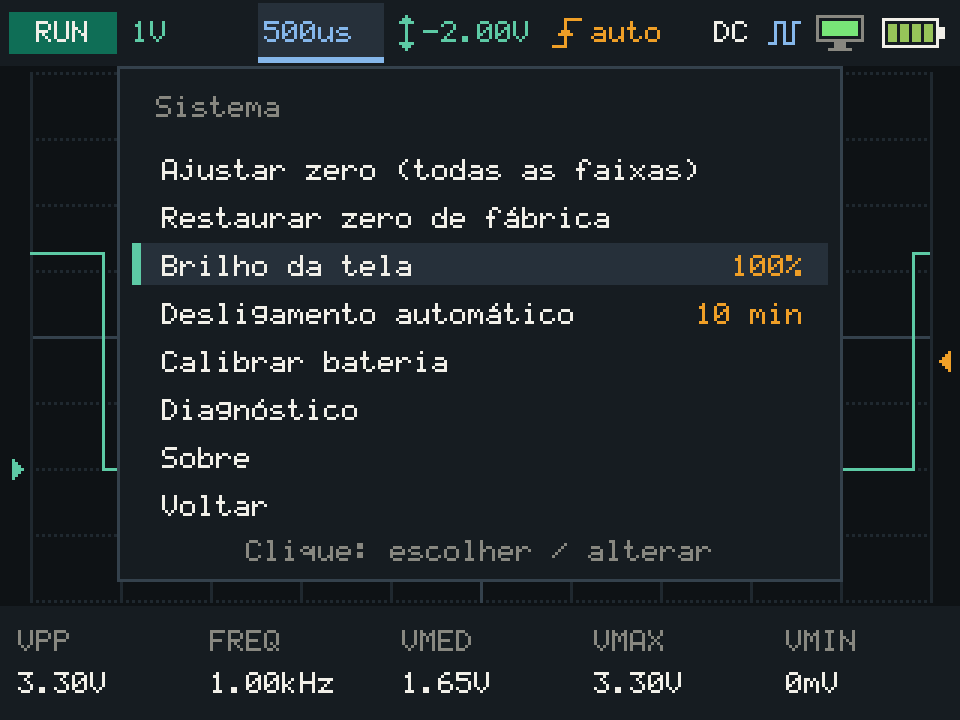 RUN 1V 500us -2.00V auto DC
Sistema
Ajustar zero (todas as faixas)
Restaurar zero de fábrica
Brilho da tela 100%
Desligamento automático 10 min
Calibrar bateria
Diagnóstico
Sobre
Voltar
Clique: escolher / alterar
VPP FREQ VMED VMAX VMIN
3.30V 1.00kHz 1.65V 3.30V 0mV